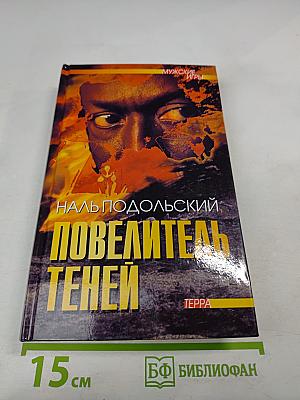 МУЖСКИЕ
ИГРЫ
НАЛЬ ПОДОЛЬСКИЙ
ПОВЕЛИТЕЛЬ
ТЕНЕЙ
ТЕРРА
15 см
БФ БИБЛИОФАН